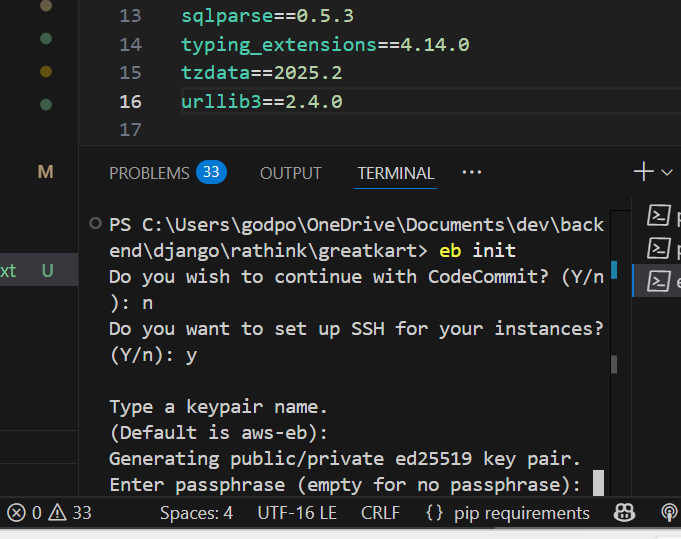 13 sqlparse==0.5.3
14 typing_extensions==4.14.0
15 tzdata==2025.2
16 urllib3==2.4.0
17
M
PROBLEMS 33 OUTPUT TERMINAL ...
PS C:\Users\godpo\OneDrive\Documents\dev\back
end\django\rathink\greatkart> eb init
Do you wish to continue with CodeCommit? (Y/n
): n
Do you want to set up SSH for your instances?
(Y/n): y
Type a keypair name.
(Default is aws-eb):
Generating public/private ed25519 key pair.
Enter passphrase (empty for no passphrase):
xt U
p
p
e
0 33 Spaces: 4 UTF-16 LE CRLF {} pip requirements